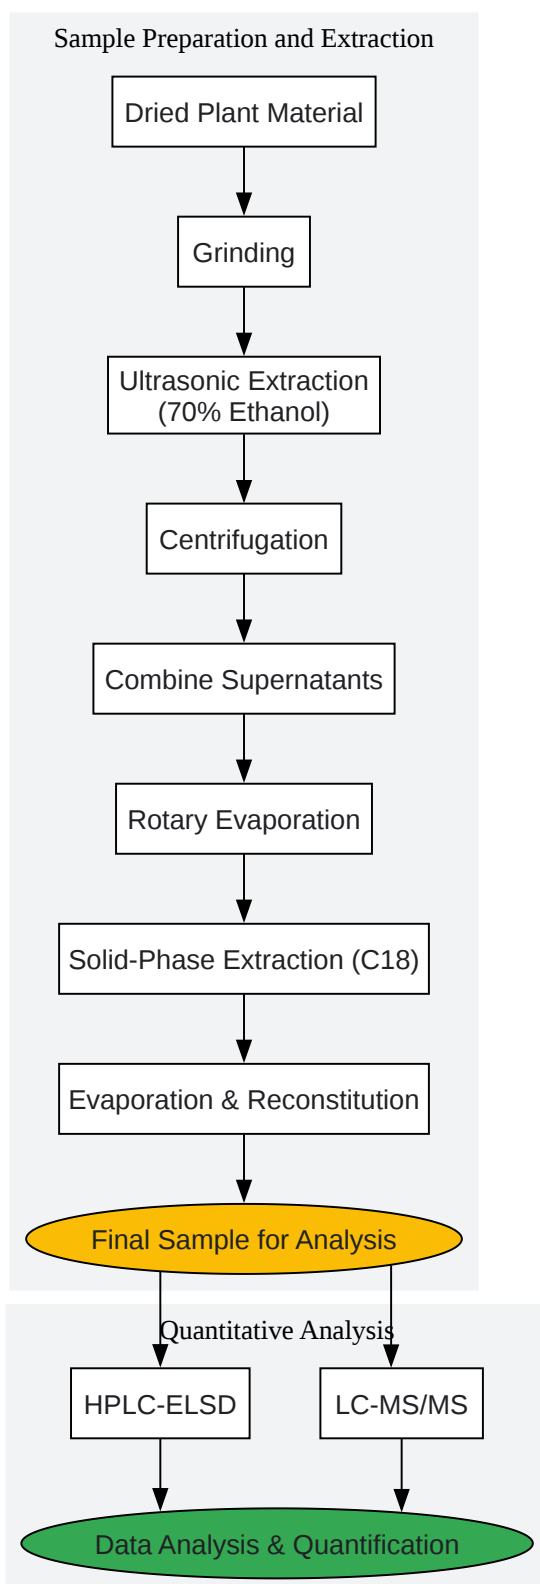 Sample Preparation and Extraction
Dried Plant Material
Grinding
Ultrasonic Extraction
(70% Ethanol)
Centrifugation
Combine Supernatants
Rotary Evaporation
Solid-Phase Extraction (C18)
Evaporation & Reconstitution
Final Sample for Analysis
Quantitative Analysis
HPLC-ELSD
LC-MS/MS
Data Analysis & Quantification